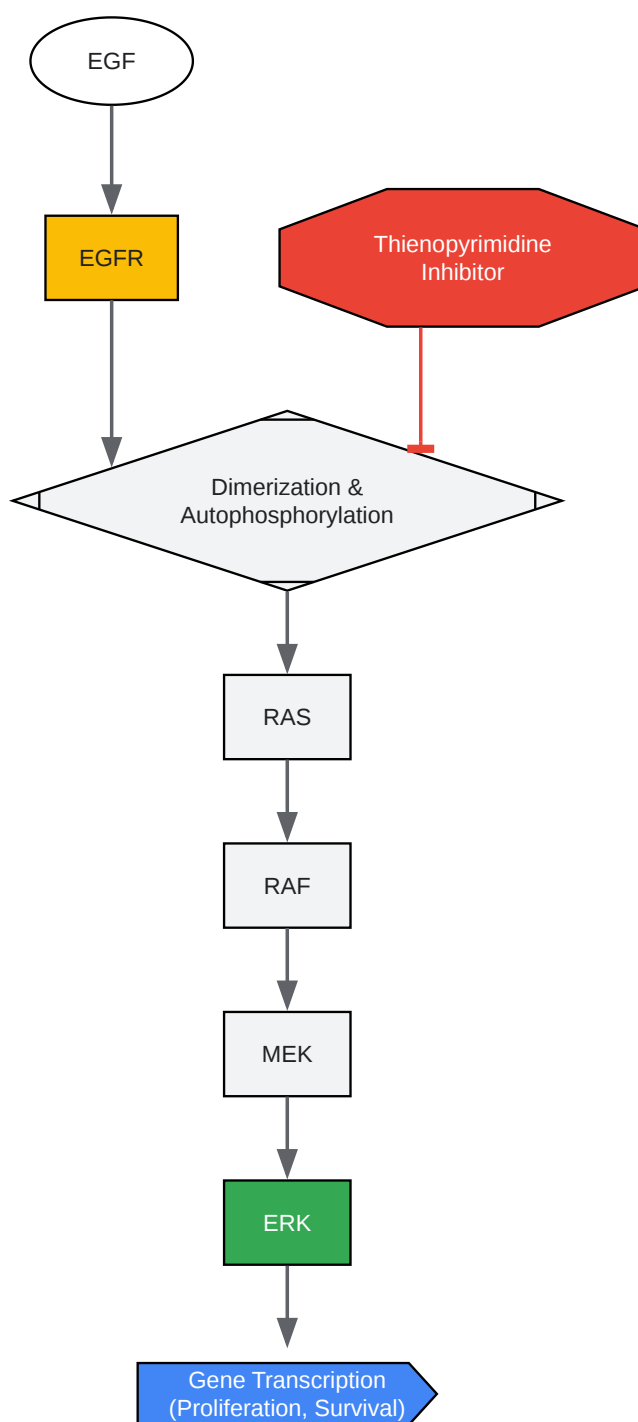 EGF
EGFR
Thienopyrimidine
Inhibitor
Dimerization &
Autophosphorylation
RAS
RAF
MEK
ERK
Gene Transcription
(Proliferation, Survival)